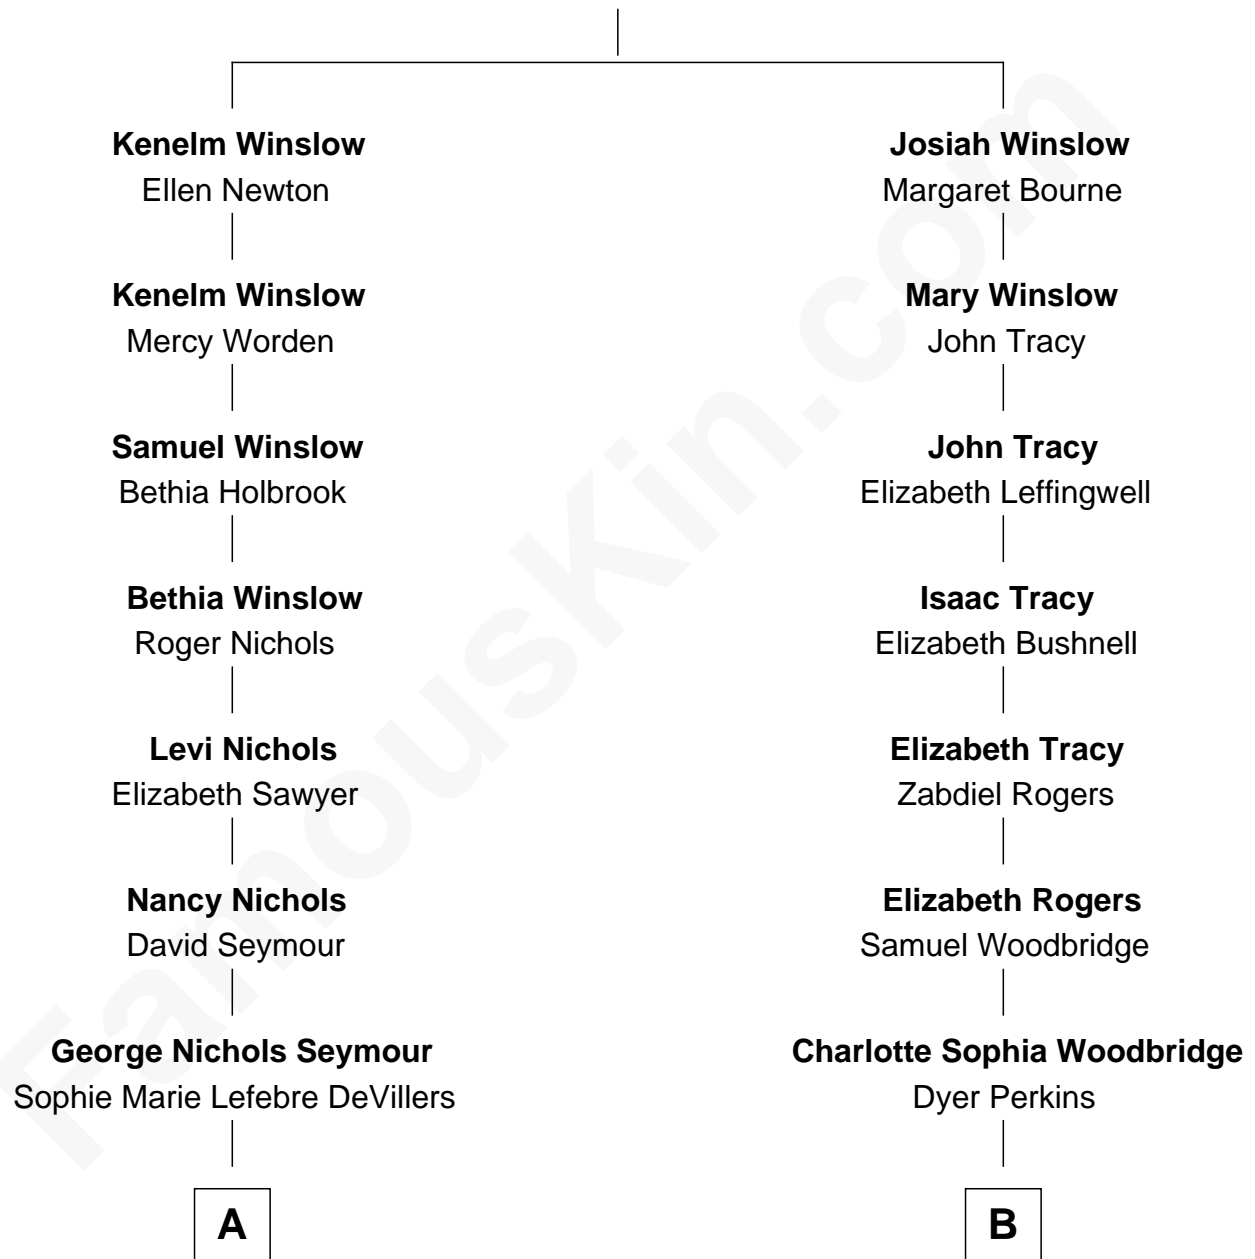 Kenelm Winslow
Ellen Newton
Kenelm Winslow
Mercy Worden
Samuel Winslow
Bethia Holbrook
Bethia Winslow
Roger Nichols
Levi Nichols
Elizabeth Sawyer
Nancy Nichols
David Seymour
George Nichols Seymour
Sophie Marie Lefebre DeVillers
A
Josiah Winslow
Margaret Bourne
Mary Winslow
John Tracy
John Tracy
Elizabeth Leffingwell
Isaac Tracy
Elizabeth Bushnell
Elizabeth Tracy
Zabdiel Rogers
Elizabeth Rogers
Samuel Woodbridge
Charlotte Sophia Woodbridge
Dyer Perkins
B
FamousKin.com